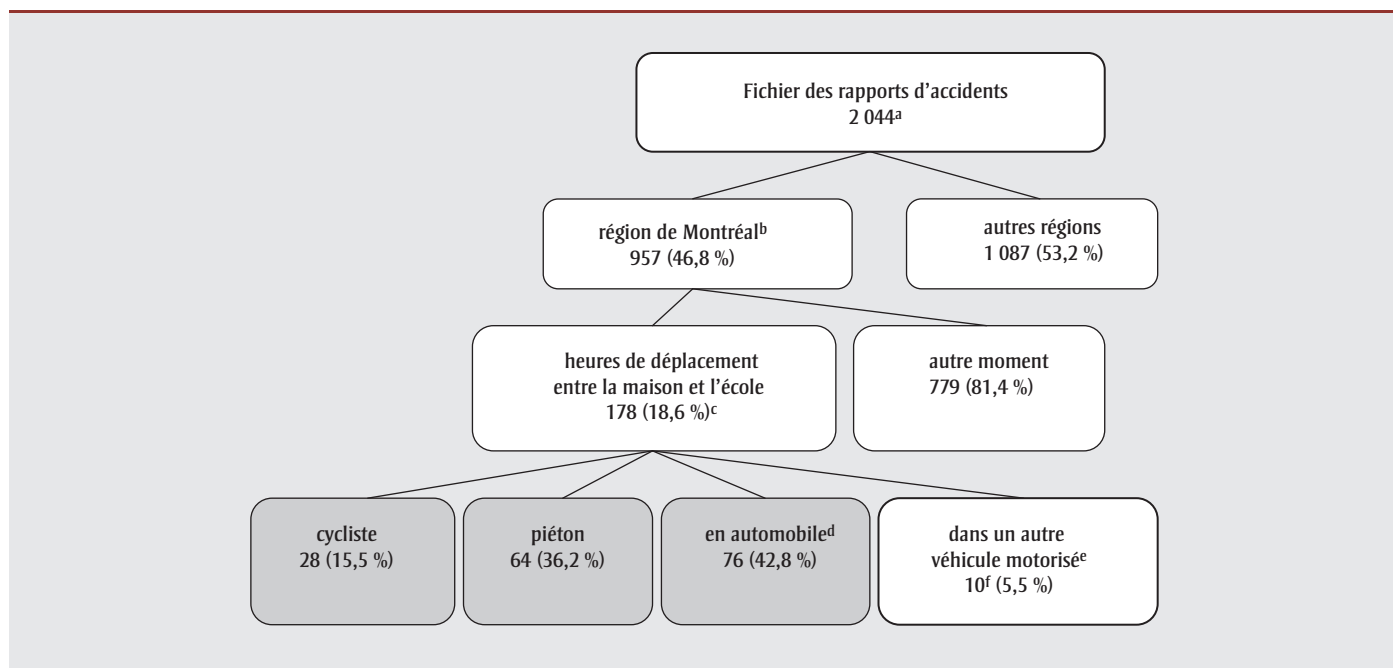 Fichier des rapports d’accidents
2 044ᵃ
région de Montréalᵇ
957 (46,8 %)
autres régions
1 087 (53,2 %)
heures de déplacement
entre la maison et l’école
178 (18,6 %)ᶜ
autre moment
779 (81,4 %)
cycliste
28 (15,5 %)
piéton
64 (36,2 %)
en automobileᵈ
76 (42,8 %)
dans un autre
véhicule motoriséᵉ
10ᶠ (5,5 %)